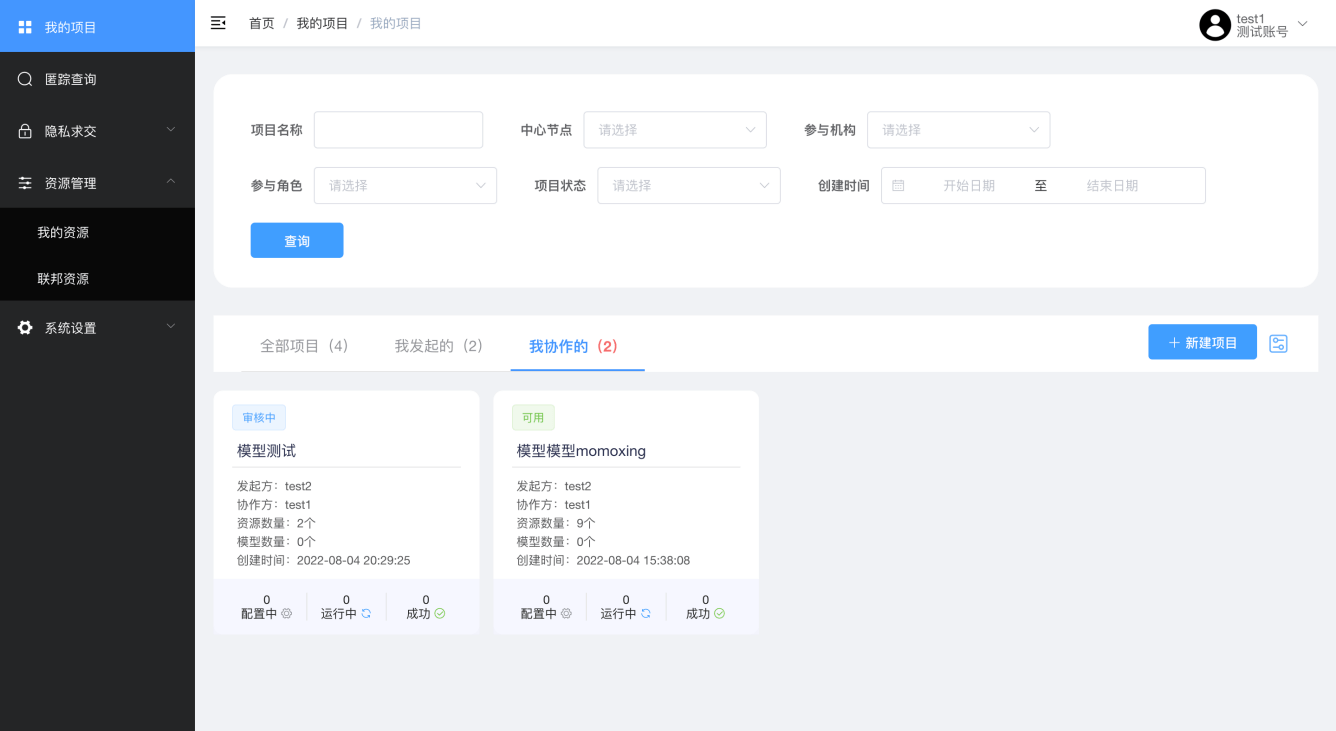 我的项目
匿踪查询
隐私求交
资源管理
我的资源
联邦资源
系统设置
首页 / 我的项目 / 我的项目
test1
测试账号
项目名称 中心节点 请选择 参与机构 请选择
参与角色 请选择 项目状态 请选择 创建时间 开始日期 至 结束日期
查询
全部项目（4） 我发起的（2） 我协作的（2） 新建项目
审核中
模型测试
发起方：test2
协作方：test1
资源数量：2个
模型数量：0个
创建时间：2022-08-04 20:29:25
0 0 0
配置中 运行中 成功
可用
模型模型momoxing
发起方：test2
协作方：test1
资源数量：9个
模型数量：0个
创建时间：2022-08-04 15:38:08
0 0 0
配置中 运行中 成功